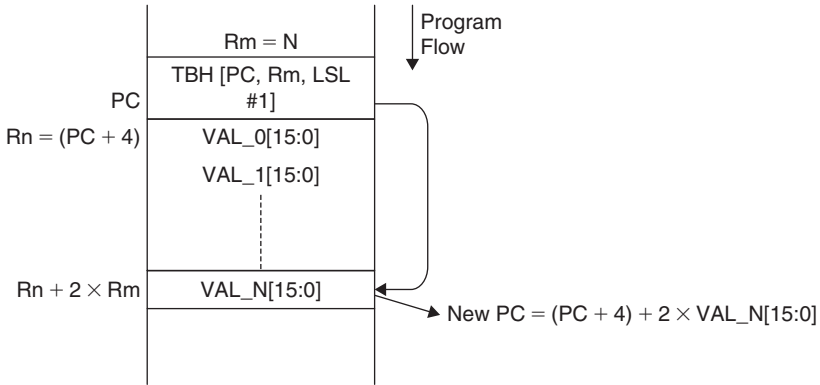 Program
Flow
Rm = N
TBH [PC, Rm, LSL
#1]
PC
Rn = (PC + 4)
VAL_0[15:0]
VAL_1[15:0]
Rn + 2 × Rm
VAL_N[15:0]
New PC = (PC + 4) + 2 × VAL_N[15:0]